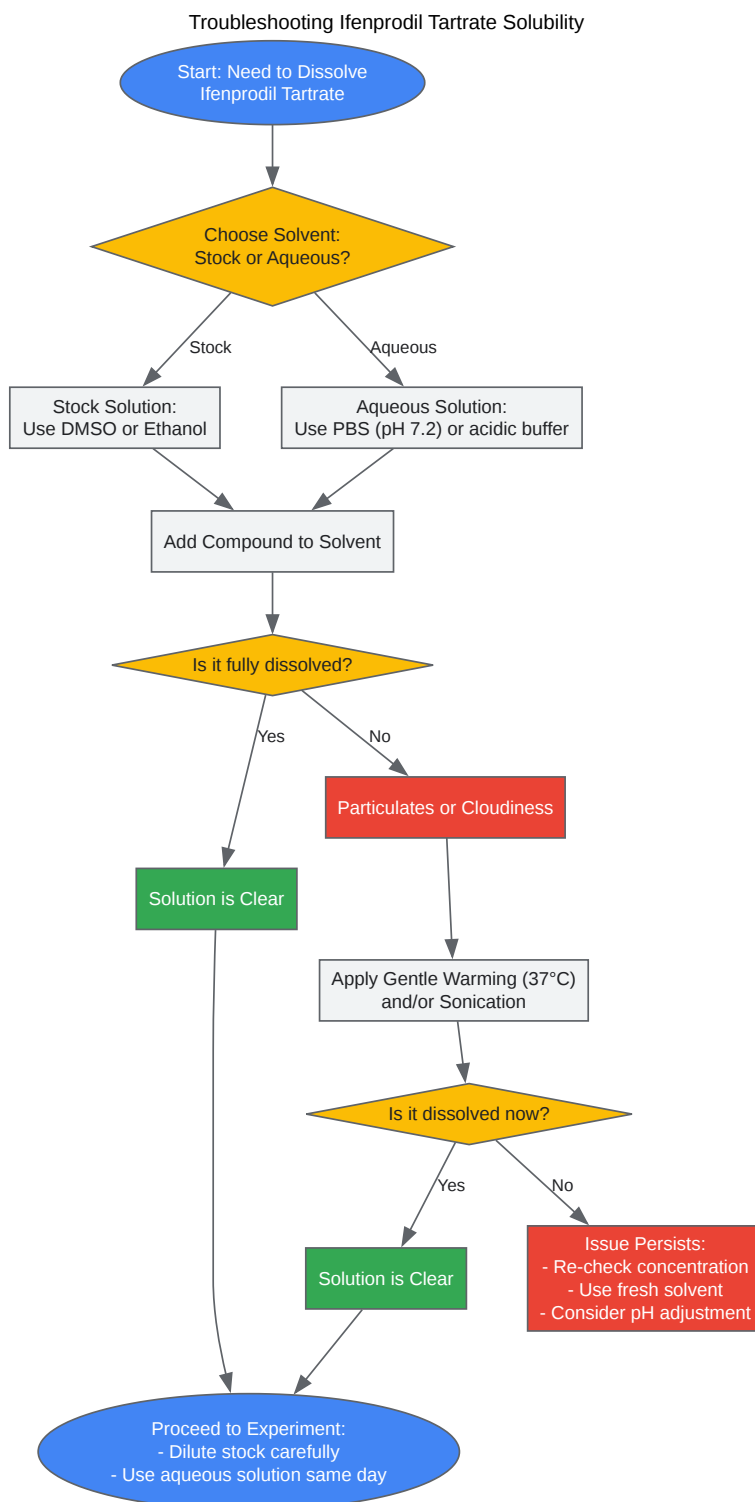 Troubleshooting Ifenprodil Tartrate Solubility
Start: Need to Dissolve
Ifenprodil Tartrate
Choose Solvent:
Stock or Aqueous?
Stock
Aqueous
Stock Solution:
Use DMSO or Ethanol
Aqueous Solution:
Use PBS (pH 7.2) or acidic buffer
Add Compound to Solvent
Is it fully dissolved?
Yes
No
Particulates or Cloudiness
Solution is Clear
Apply Gentle Warming (37°C)
and/or Sonication
Is it dissolved now?
Yes
No
Solution is Clear
Issue Persists:
- Re-check concentration
- Use fresh solvent
- Consider pH adjustment
Proceed to Experiment:
- Dilute stock carefully
- Use aqueous solution same day